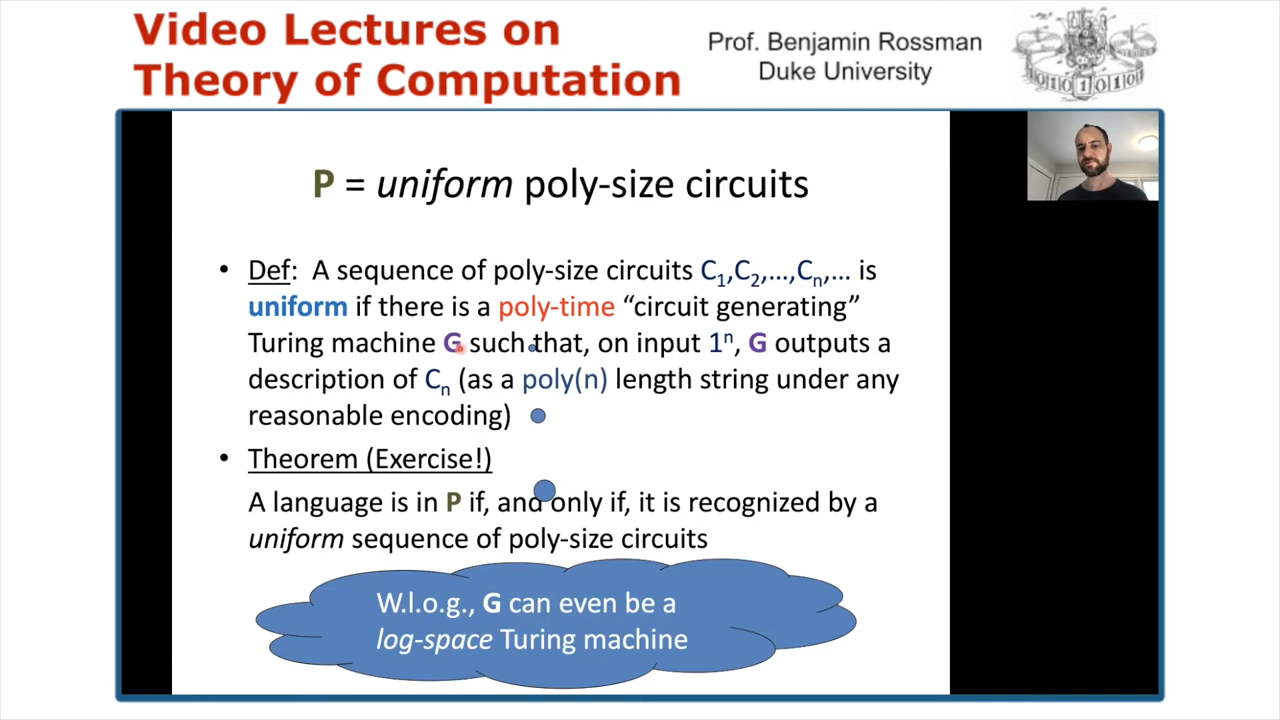 Video Lectures on
Theory of Computation
Prof. Benjamin Rossman
Duke University
P = uniform poly-size circuits
• Def: A sequence of poly-size circuits C₁,C₂,…,Cₙ,… is
uniform if there is a poly-time “circuit generating”
Turing machine G such that, on input 1ⁿ, G outputs a
description of Cₙ (as a poly(n) length string under any
reasonable encoding)
• Theorem (Exercise!)
A language is in P if, and only if, it is recognized by a
uniform sequence of poly-size circuits
W.l.o.g., G can even be a
log-space Turing machine